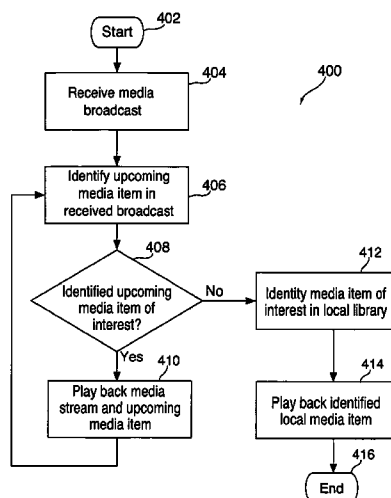 402
Start
404
Receive media
broadcast
400
Identify upcoming
media item in
received broadcast
406
408
Identified upcoming
media item of
interest?
No
Yes
412
Identity media item of
interest in local library
410
Play back media
stream and upcoming
media item
414
Play back identified
local media item
416
End